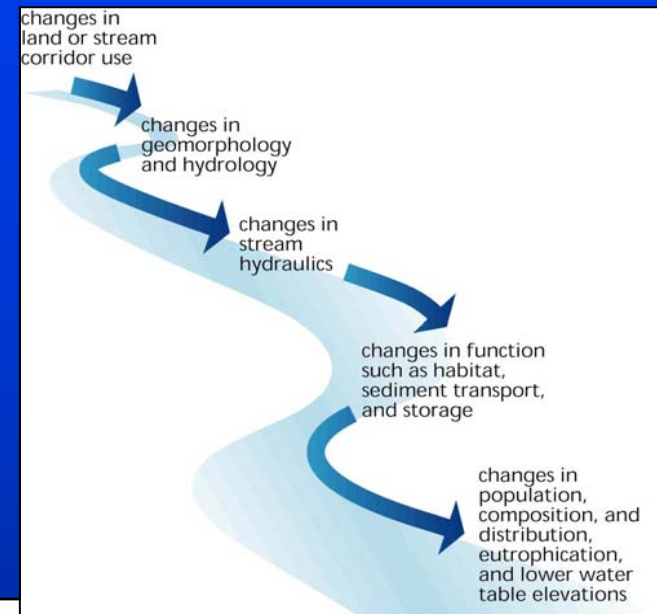 changes in
land or stream
corridor use
changes in
geomorphology
and hydrology
changes in
stream
hydraulics
changes in function
such as habitat,
sediment transport,
and storage
changes in
population,
composition, and
distribution,
eutrophication,
and lower water
table elevations